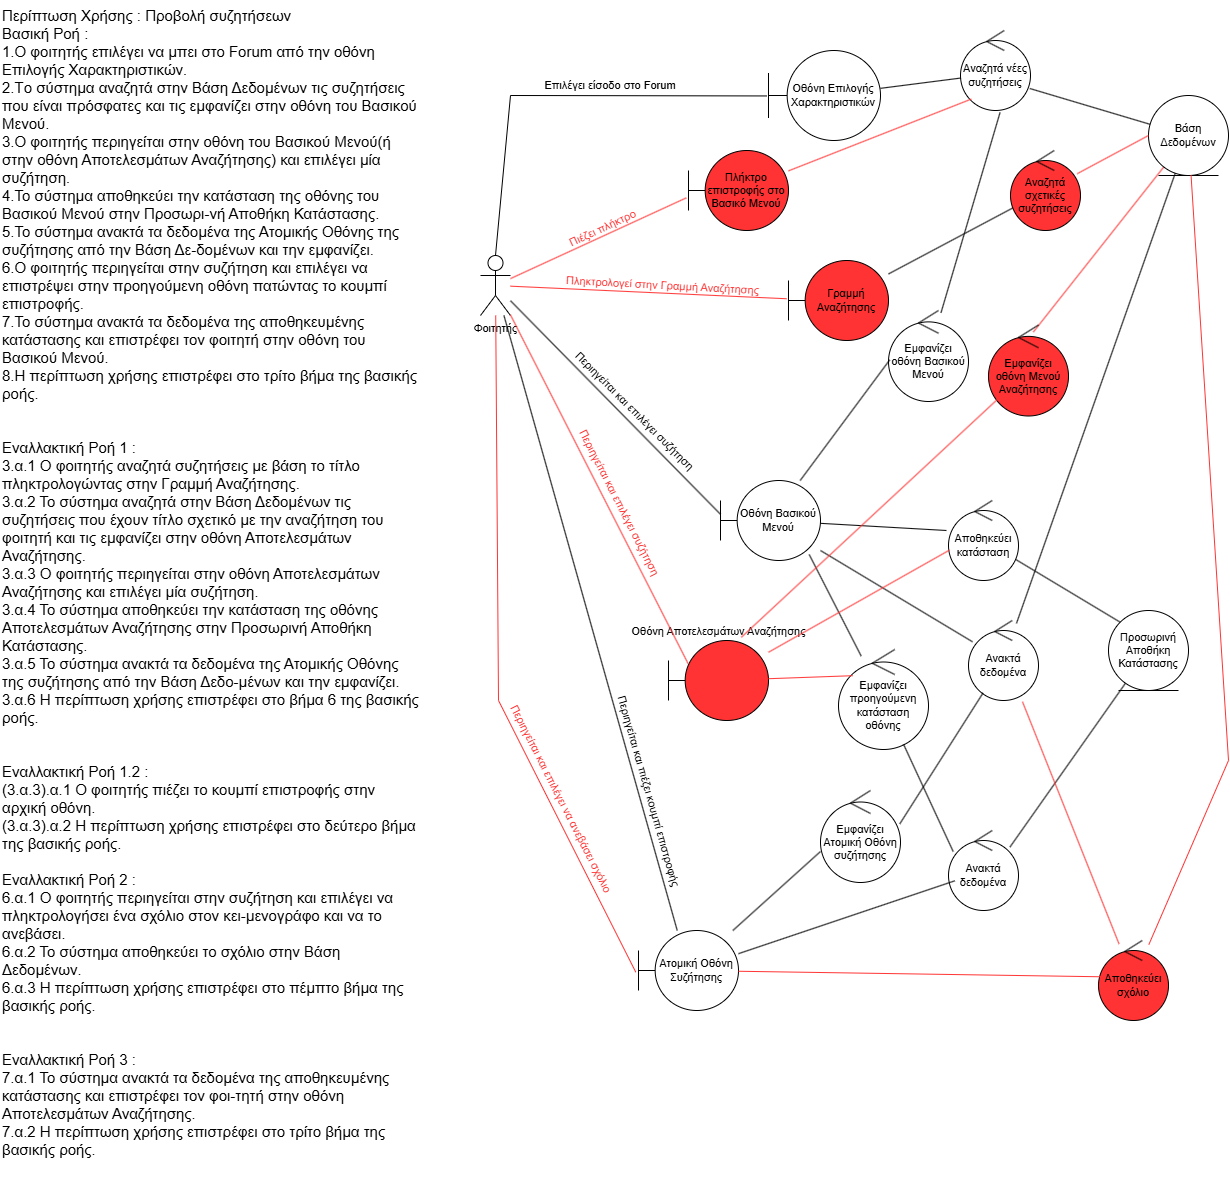 Περίπτωση Χρήσης : Προβολή συζητήσεων
Βασική Ροή :
1.Ο φοιτητής επιλέγει να μπει στο Forum από την οθόνη
Επιλογής Χαρακτηριστικών.
2.Το σύστημα αναζητά στην Βάση Δεδομένων τις συζητήσεις
που είναι πρόσφατες και τις εμφανίζει στην οθόνη του Βασικού
Μενού.
3.Ο φοιτητής περιηγείται στην οθόνη του Βασικού Μενού(ή
στην οθόνη Αποτελεσμάτων Αναζήτησης) και επιλέγει μία
συζήτηση.
4.Το σύστημα αποθηκεύει την κατάσταση της οθόνης του
Βασικού Μενού στην Προσωρι-νή Αποθήκη Κατάστασης.
5.Το σύστημα ανακτά τα δεδομένα της Ατομικής Οθόνης της
συζήτησης από την Βάση Δε-δομένων και την εμφανίζει.
6.Ο φοιτητής περιηγείται στην συζήτηση και επιλέγει να
επιστρέψει στην προηγούμενη οθόνη πατώντας το κουμπί
επιστροφής.
7.Το σύστημα ανακτά τα δεδομένα της αποθηκευμένης
κατάστασης και επιστρέφει τον φοιτητή στην οθόνη του
Βασικού Μενού.
8.Η περίπτωση χρήσης επιστρέφει στο τρίτο βήμα της βασικής
ροής.
Εναλλακτική Ροή 1 :
3.α.1 Ο φοιτητής αναζητά συζητήσεις με βάση το τίτλο
πληκτρολογώντας στην Γραμμή Αναζήτησης.
3.α.2 Το σύστημα αναζητά στην Βάση Δεδομένων τις
συζητήσεις που έχουν τίτλο σχετικό με την αναζήτηση του
φοιτητή και τις εμφανίζει στην οθόνη Αποτελεσμάτων
Αναζήτησης.
3.α.3 Ο φοιτητής περιηγείται στην οθόνη Αποτελεσμάτων
Αναζήτησης και επιλέγει μία συζήτηση.
3.α.4 Το σύστημα αποθηκεύει την κατάσταση της οθόνης
Αποτελεσμάτων Αναζήτησης στην Προσωρινή Αποθήκη
Κατάστασης.
3.α.5 Το σύστημα ανακτά τα δεδομένα της Ατομικής Οθόνης
της συζήτησης από την Βάση Δεδο-μένων και την εμφανίζει.
3.α.6 Η περίπτωση χρήσης επιστρέφει στο βήμα 6 της βασικής
ροής.
Εναλλακτική Ροή 1.2 :
(3.α.3).α.1 Ο φοιτητής πιέζει το κουμπί επιστροφής στην
αρχική οθόνη.
(3.α.3).α.2 Η περίπτωση χρήσης επιστρέφει στο δεύτερο βήμα
της βασικής ροής.
Εναλλακτική Ροή 2 :
6.α.1 Ο φοιτητής περιηγείται στην συζήτηση και επιλέγει να
πληκτρολογήσει ένα σχόλιο στον κει-μενογράφο και να το
ανεβάσει.
6.α.2 Το σύστημα αποθηκεύει το σχόλιο στην Βάση
Δεδομένων.
6.α.3 Η περίπτωση χρήσης επιστρέφει στο πέμπτο βήμα της
βασικής ροής.
Εναλλακτική Ροή 3 :
7.α.1 Το σύστημα ανακτά τα δεδομένα της αποθηκευμένης
κατάστασης και επιστρέφει τον φοι-τητή στην οθόνη
Αποτελεσμάτων Αναζήτησης.
7.α.2 Η περίπτωση χρήσης επιστρέφει στο τρίτο βήμα της
βασικής ροής.
Επιλέγει είσοδο στο Forum
Οθόνη Επιλογής
Χαρακτηριστικών
Αναζητά νέες
συζητήσεις
Βάση
Δεδομένων
Πλήκτρο
επιστροφής στο
Βασικό Μενού
Αναζητά
σχετικές
συζητήσεις
Πιέζει πλήκτρο
Πληκτρολογεί στην Γραμμή Αναζήτησης
Γραμμή
Αναζήτησης
Φοιτητής
Εμφανίζει
οθόνη Βασικού
Μενού
Εμφανίζει
οθόνη Μενού
Αναζήτησης
Περιηγείται και επιλέγει συζήτηση
Περιηγείται και επιλέγει συζήτηση
Οθόνη Βασικού
Μενού
Αποθηκεύει
κατάσταση
Οθόνη Αποτελεσμάτων Αναζήτησης
Ανακτά
δεδομένα
Προσωρινή
Αποθήκη
Κατάστασης
Εμφανίζει
προηγούμενη
κατάσταση
οθόνης
Περιηγείται και πιέζει κουμπί επιστροφής
Περιηγείται και επιλέγει να ανεβάσει σχόλιο
Εμφανίζει
Ατομική Οθόνη
συζήτησης
Ανακτά
δεδομένα
Ατομική Οθόνη
Συζήτησης
Αποθηκεύει
σχόλιο